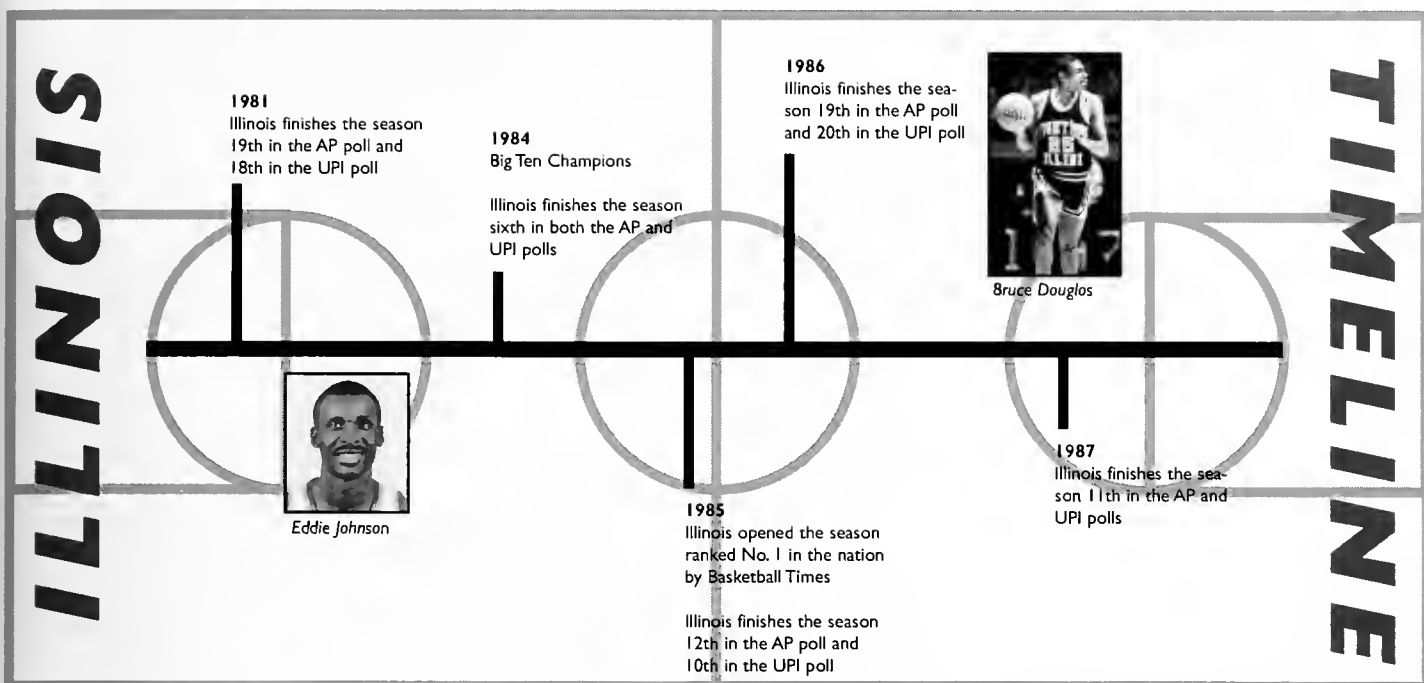 ILLINOIS
1981
Illinois finishes the season
19th in the AP poll and
18th in the UPI poll
Eddie Johnson
1984
Big Ten Champions
Illinois finishes the season
sixth in both the AP and
UPI polls
1985
Illinois opened the season
ranked No. 1 in the nation
by Basketball Times
Illinois finishes the season
12th in the AP poll and
10th in the UPI poll
1986
Illinois finishes the sea-
son 19th in the AP poll
and 20th in the UPI poll
ILLINI
Bruce Douglos
1987
Illinois finishes the sea-
son 11th in the AP and
UPI polls
TIMELINE